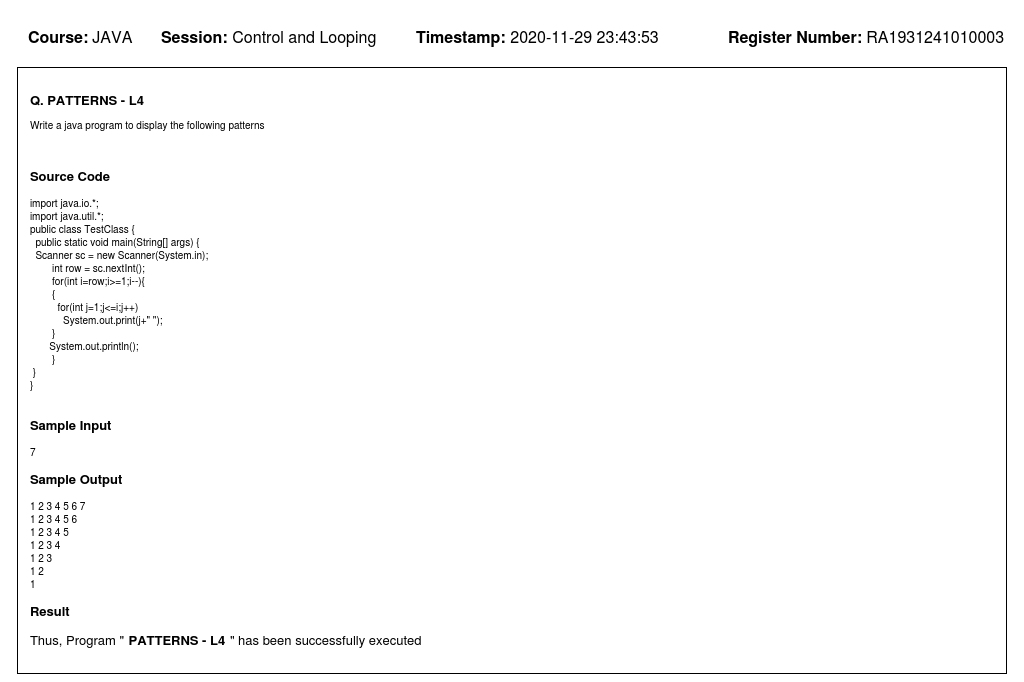 Course: JAVA Session: Control and Looping Timestamp: 2020-11-29 23:43:53 Register Number: RA1931241010003
Q. PATTERNS - L4
Write a java program to display the following patterns
Source Code
import java.io.*;
import java.util.*;
public class TestClass {
  public static void main(String[] args) {
  Scanner sc = new Scanner(System.in);
        int row = sc.nextInt();
        for(int i=row;i>=1;i--){
        {
          for(int j=1;j<=i;j++)
            System.out.print(j+" ");
        }
       System.out.println();
        }
 }
}
Sample Input
7
Sample Output
1 2 3 4 5 6 7
1 2 3 4 5 6
1 2 3 4 5
1 2 3 4
1 2 3
1 2
1
Result
Thus, Program " PATTERNS - L4 " has been successfully executed